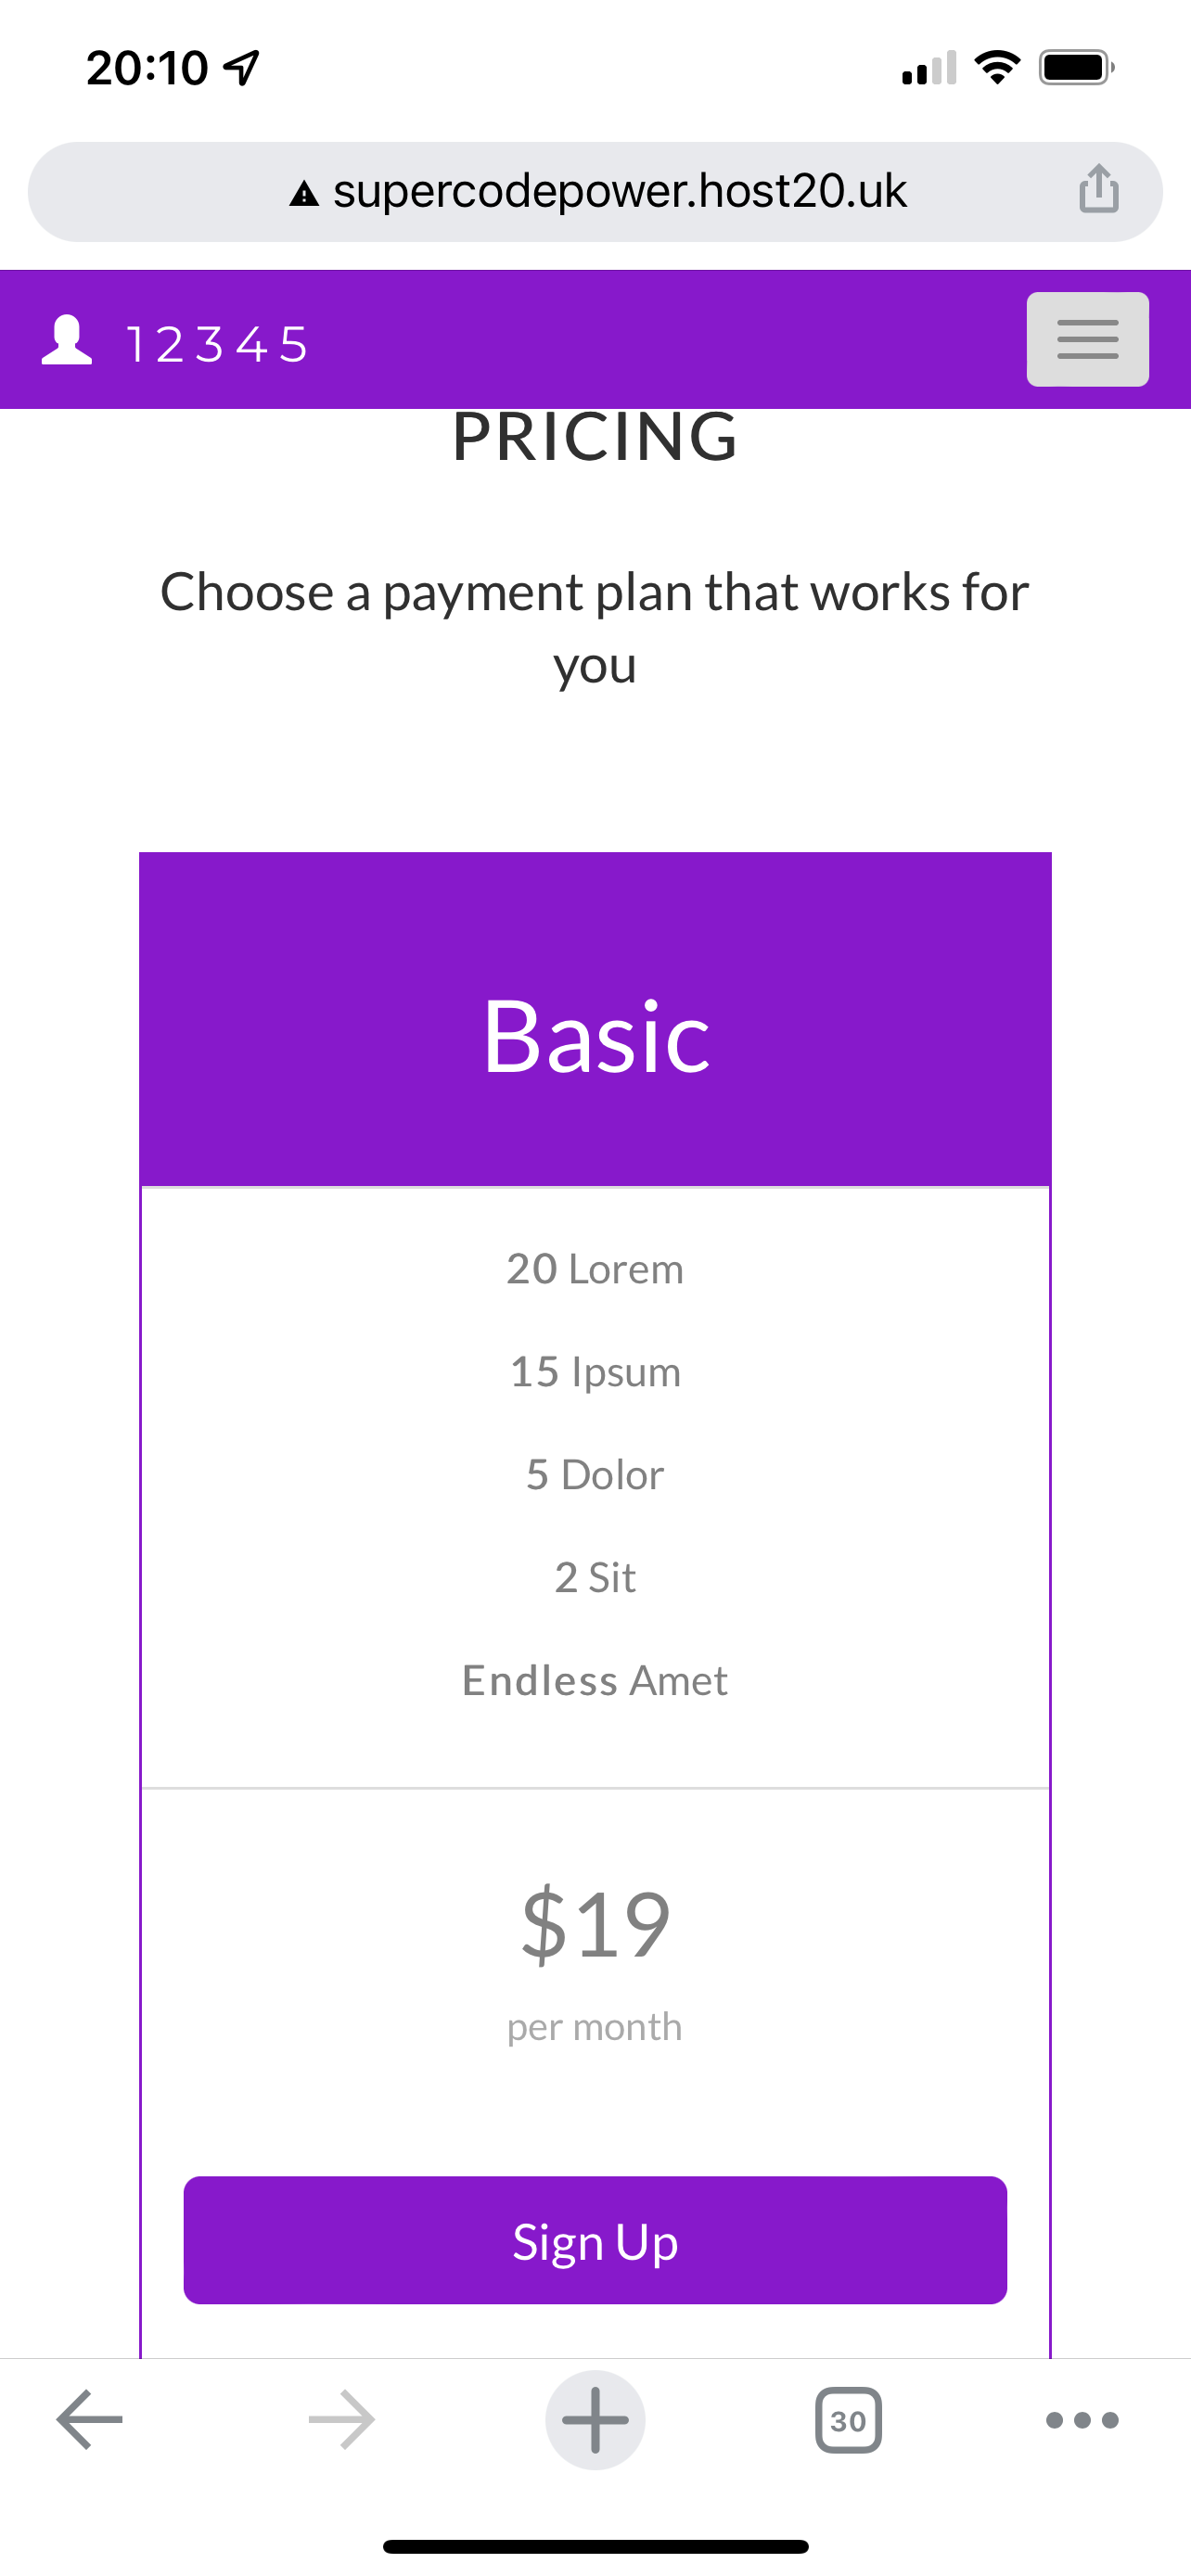 20:10
supercodepower.host20.uk
12345
PRICING
Choose a payment plan that works for
you
Basic
20 Lorem
15 Ipsum
5 Dolor
2 Sit
Endless Amet
$19
per month
Sign Up
30